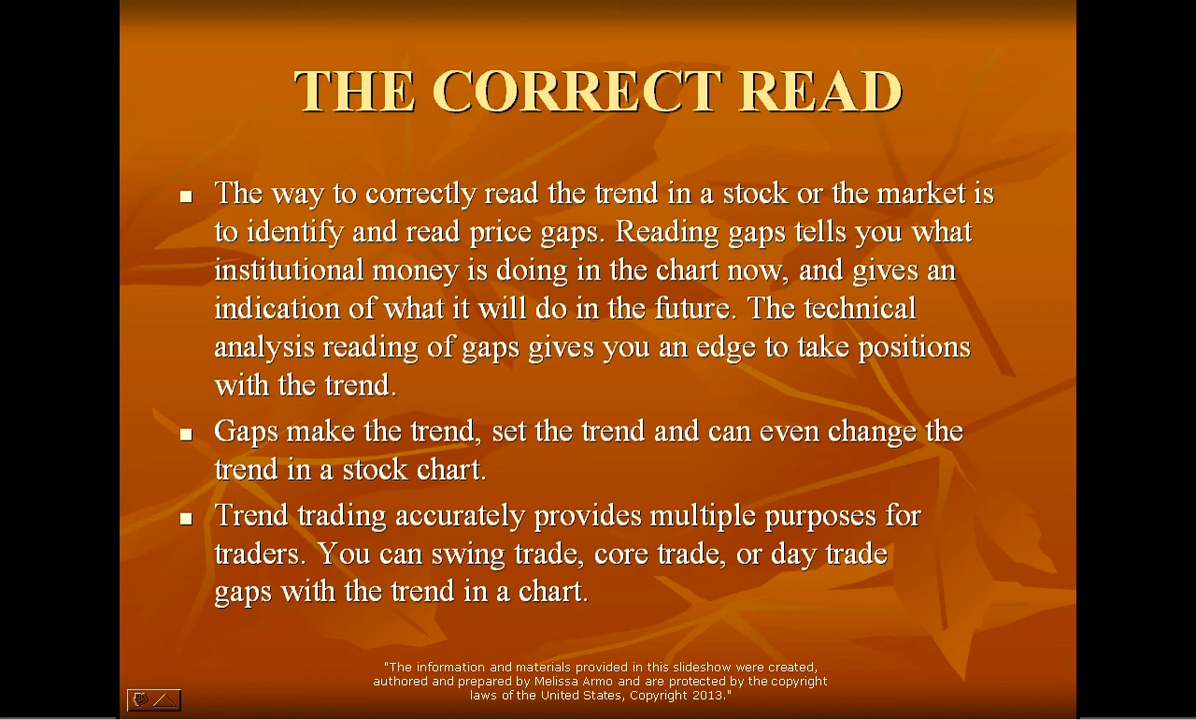 THE CORRECT READ
The way to correctly read the trend in a stock or the market is
to identify and read price gaps. Reading gaps tells you what
institutional money is doing in the chart now, and gives an
indication of what it will do in the future. The technical
analysis reading of gaps gives you an edge to take positions
with the trend.
Gaps make the trend, set the trend and can even change the
trend in a stock chart.
Trend trading accurately provides multiple purposes for
traders. You can swing trade, core trade, or day trade
gaps with the trend in a chart.
"The information and materials provided in this slideshow were created,
authored and prepared by Melissa Armo and are protected by the copyright
laws of the United States, Copyright 2013."